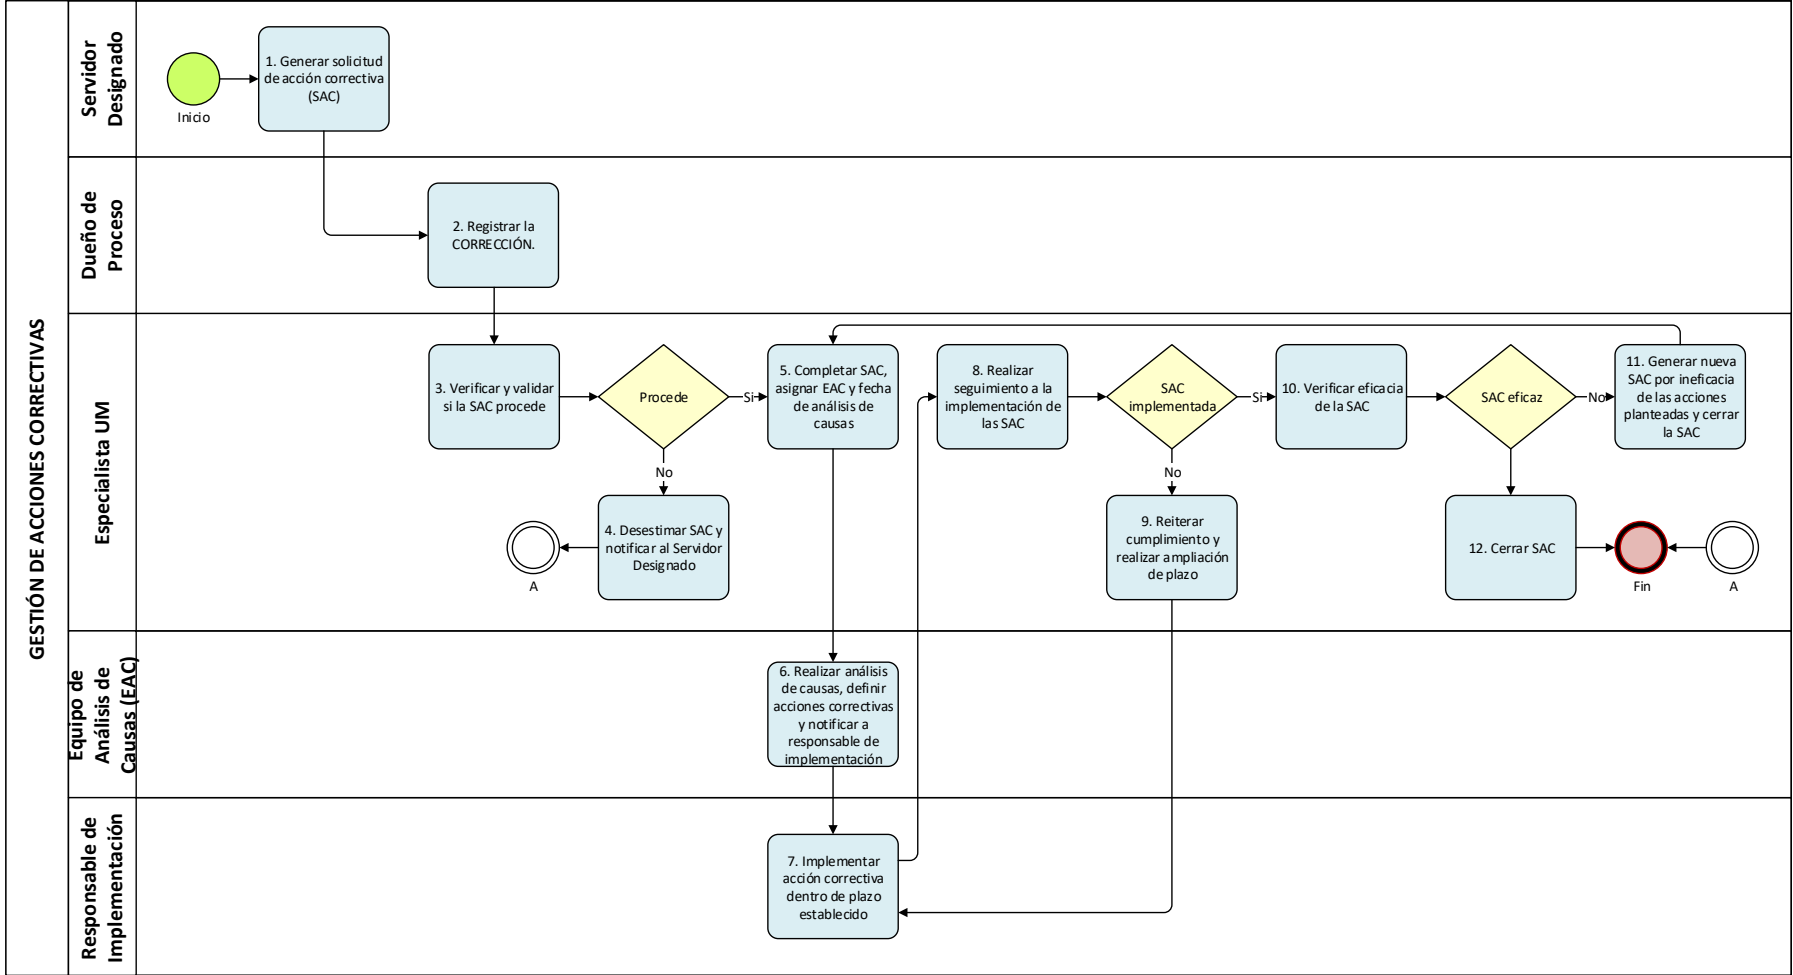 GESTIÓN DE ACCIONES CORRECTIVAS
Servidor
Designado
Inicio
1. Generar solicitud
de acción correctiva
(SAC)
Dueño de
Proceso
2. Registrar la
CORRECCIÓN.
Especialista UM
3. Verificar y validar
si la SAC procede
Procede
Si
No
4. Desestimar SAC y
notificar al Servidor
Designado
A
5. Completar SAC,
asignar EAC y fecha
de análisis de
causas
8. Realizar
seguimiento a la
implementación de
las SAC
SAC
implementada
Si
No
9. Reiterar
cumplimiento y
realizar ampliación
de plazo
10. Verificar eficacia
de la SAC
SAC eficaz
No
11. Generar nueva
SAC por ineficacia
de las acciones
planteadas y cerrar
la SAC
12. Cerrar SAC
Fin
A
Equipo de
Análisis de
Causas (EAC)
6. Realizar análisis
de causas, definir
acciones correctivas
y notificar a
responsable de
implementación
Responsable de
Implementación
7. Implementar
acción correctiva
dentro de plazo
establecido